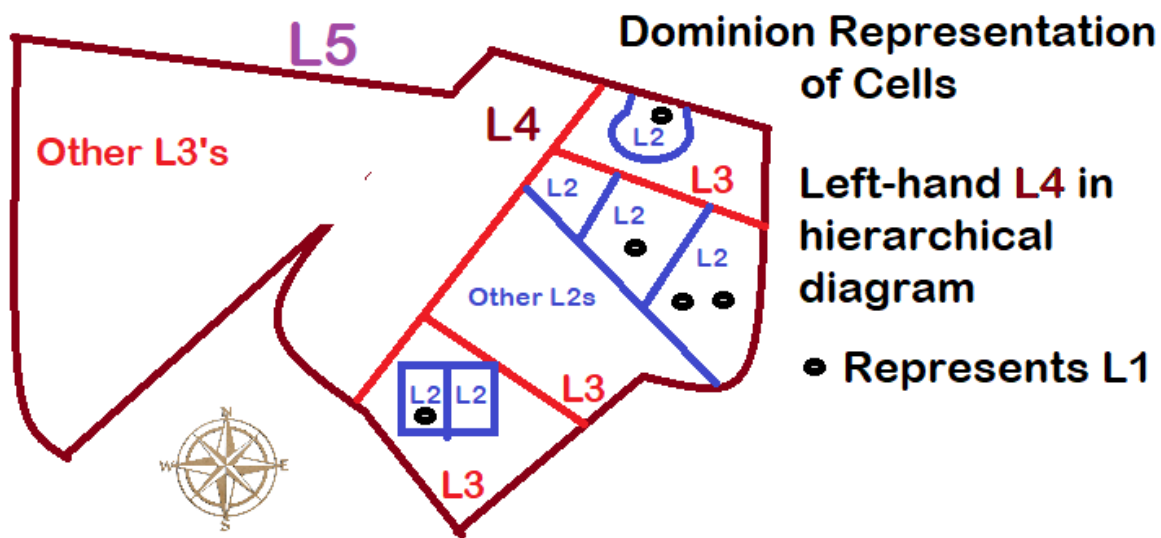 L5
Dominion Representation
of Cells
L4
Other L3's
L2
L3
L2
L2
L2
Left-hand L4 in
hierarchical
diagram
Other L2s
Represents L1
L3
L2 L2
L3
N
W E
S